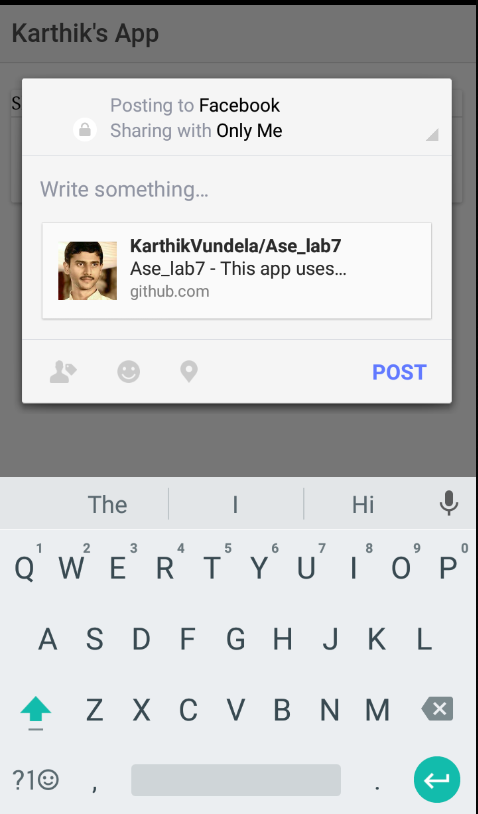 Karthik's App
S
Posting to Facebook
Sharing with Only Me
Write something...
KarthikVundela/Ase_lab7
Ase_lab7 - This app uses...
github.com
POST
The I Hi
1 2 3 4 5 6 7 8 9 0
Q W E R T Y U I O P
A S D F G H J K L
Z X C V B N M
?1☺ , .